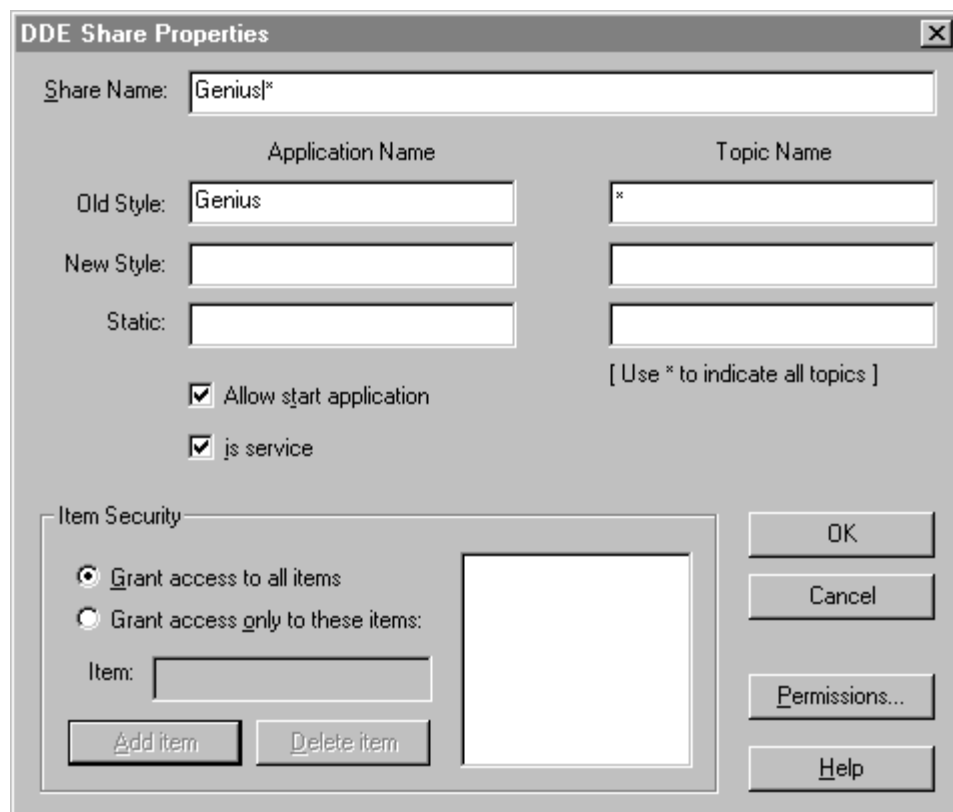 DDE Share Properties
Share Name: Genius|*
Application Name Topic Name
Old Style: Genius *
New Style:
Static:
[ Use * to indicate all topics ]
Allow start application
is service
Item Security
Grant access to all items
Grant access only to these items:
Item:
Add item Delete item
OK
Cancel
Permissions...
Help